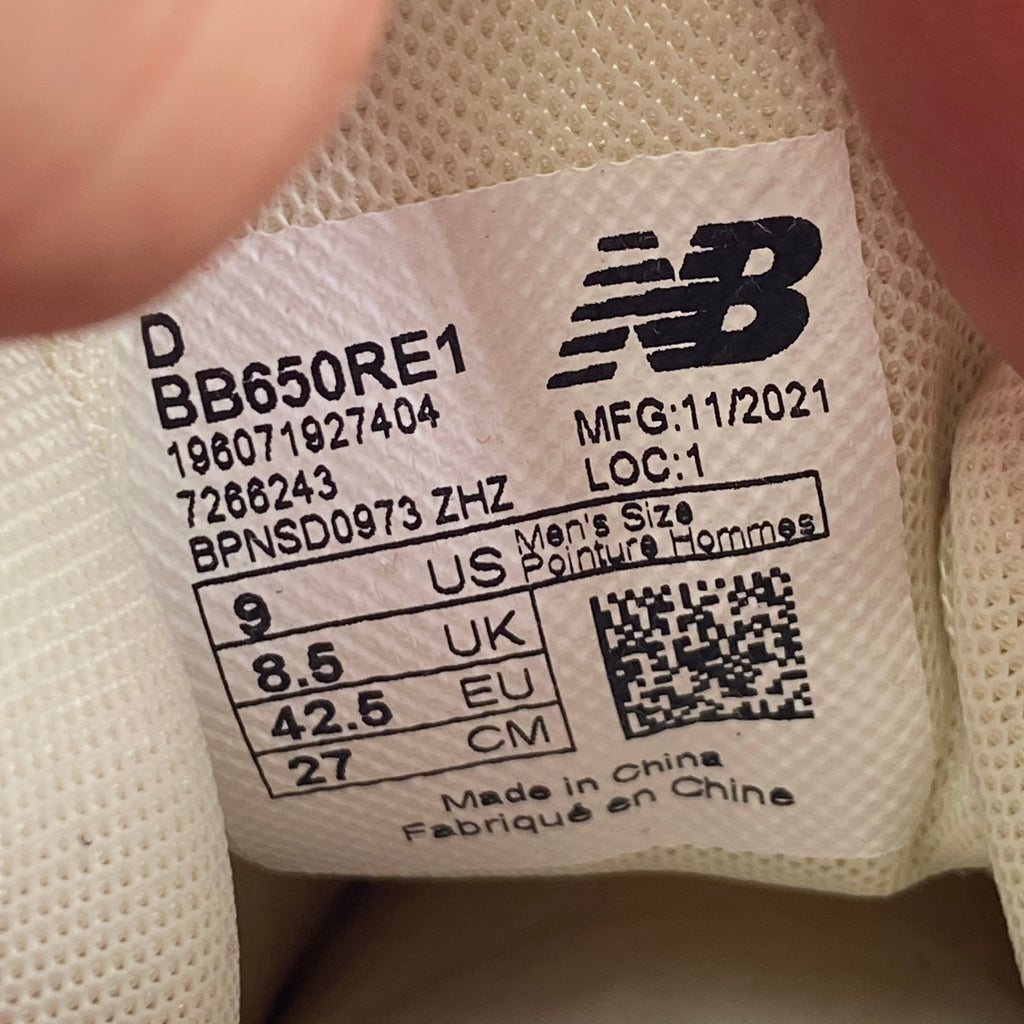 NB
D
BB650RE1
196071927404
7266243
BPNSD0973 ZHZ
MFG:11/2021
LOC:1
9 US Men's Size
Pointure Hommes
8.5 UK
42.5 EU
27 CM
Made in China
Fabriqué en Chine